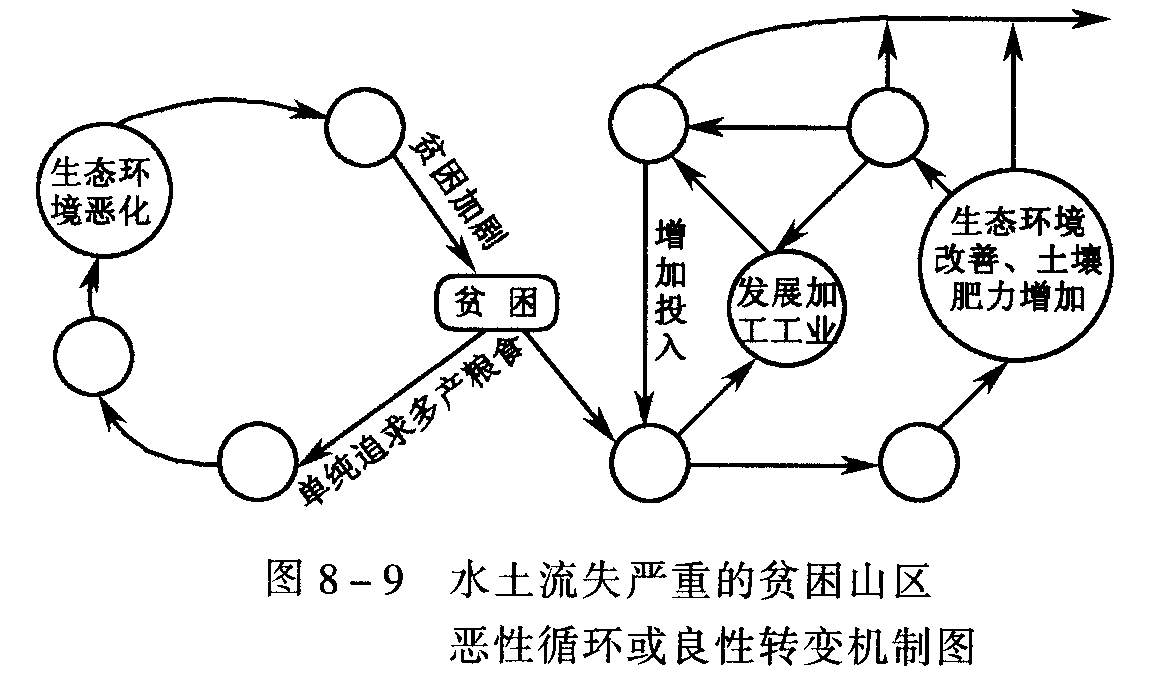 生态环
境恶化
贫困加剧
贫困
单纯追求多产粮食
增加投入
发展加
工工业
生态环境
改善、土壤
肥力增加
图 8-9 水土流失严重的贫困山区
恶性循环或良性转变机制图